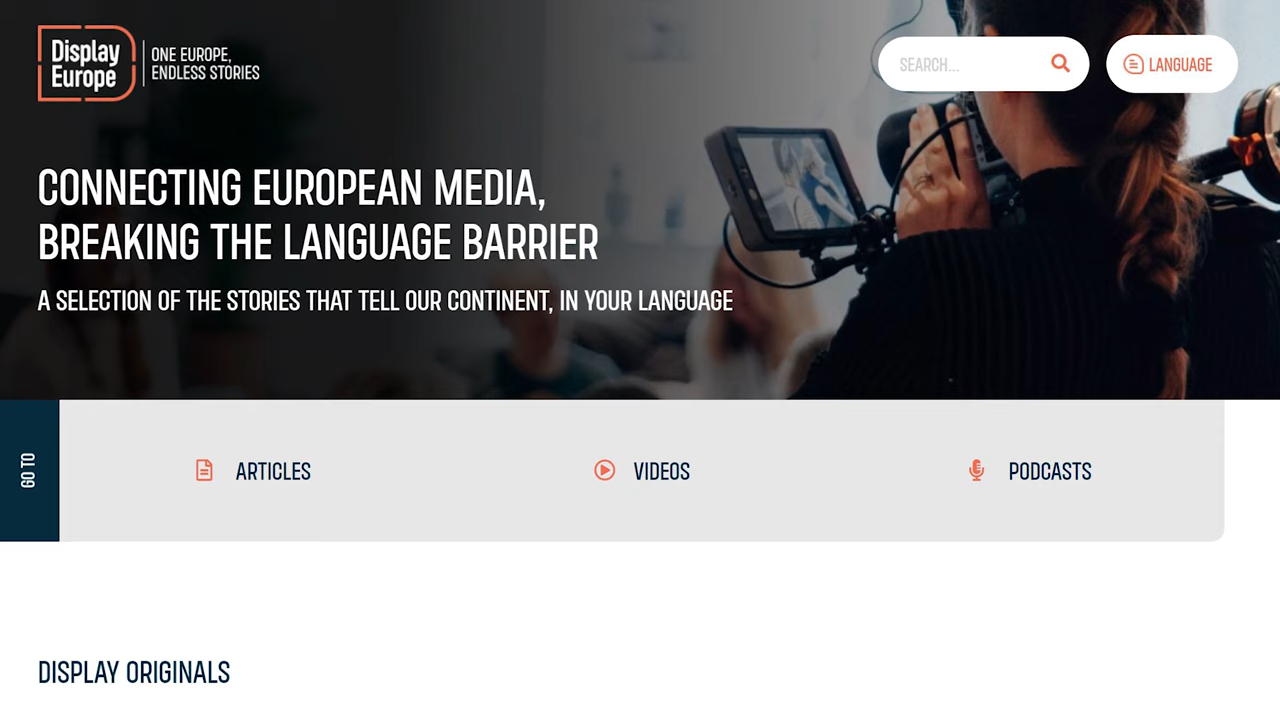 Display
Europe
ONE EUROPE,
ENDLESS STORIES
SEARCH...
LANGUAGE
CONNECTING EUROPEAN MEDIA,
BREAKING THE LANGUAGE BARRIER
A SELECTION OF THE STORIES THAT TELL OUR CONTINENT, IN YOUR LANGUAGE
GO TO
ARTICLES
VIDEOS
PODCASTS
DISPLAY ORIGINALS